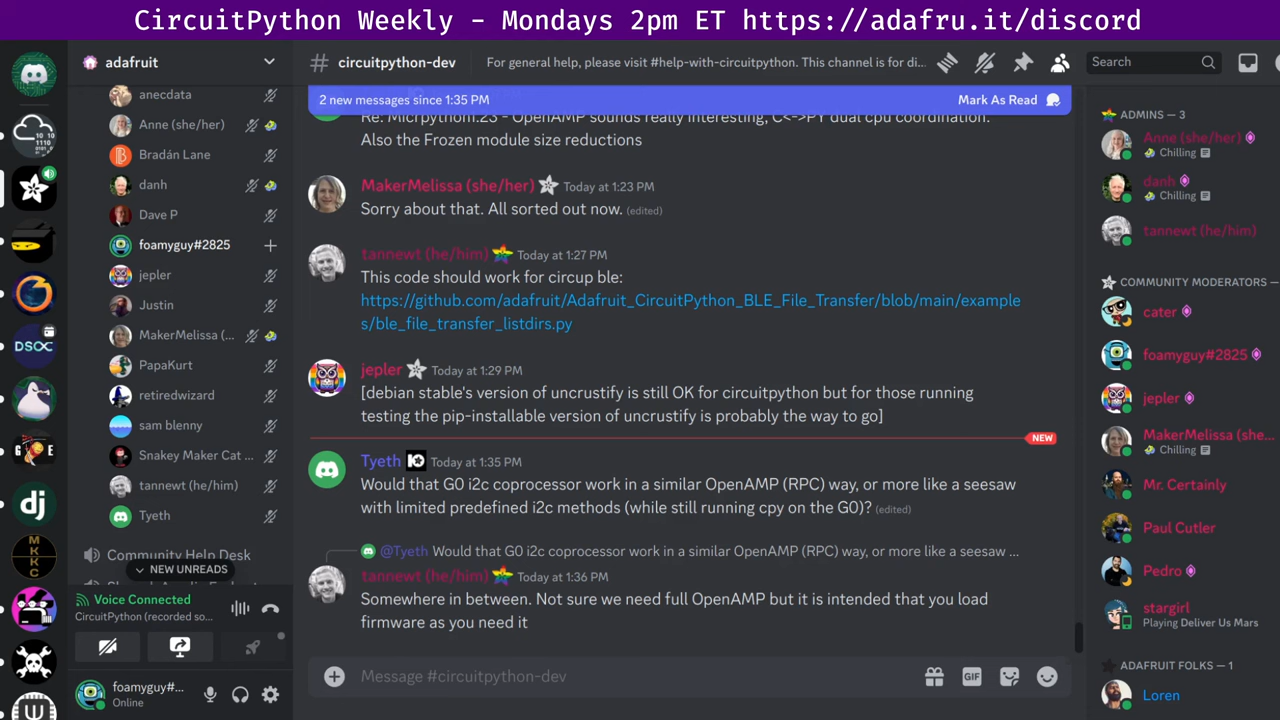 CircuitPython Weekly - Mondays 2pm ET https://adafru.it/discord
adafruit
# circuitpython-dev
For general help, please visit #help-with-circuitpython. This channel is for di...
Search
2 new messages since 1:35 PM
Mark As Read
anecdata
Anne (she/her)
Bradán Lane
danh
Dave P
foamyguy#2825
jepler
Justin
MakerMelissa (...
PapaKurt
retiredwizard
sam blenny
Snakey Maker Cat ...
tannewt (he/him)
Tyeth
Community Help Desk
NEW UNREADS
Voice Connected
CircuitPython (recorded so...
foamyguy#...
Online
Re: Micrpython.23 - OpenAMP sounds really interesting, C<->PY dual cpu coordination.
Also the Frozen module size reductions
MakerMelissa (she/her) Today at 1:23 PM
Sorry about that. All sorted out now. (edited)
tannewt (he/him) Today at 1:27 PM
This code should work for circup ble:
https://github.com/adafruit/Adafruit_CircuitPython_BLE_File_Transfer/blob/main/example
s/ble_file_transfer_listdirs.py
jepler Today at 1:29 PM
[debian stable's version of uncrustify is still OK for circuitpython but for those running
testing the pip-installable version of uncrustify is probably the way to go]
NEW
Tyeth Today at 1:35 PM
Would that G0 i2c coprocessor work in a similar OpenAMP (RPC) way, or more like a seesaw
with limited predefined i2c methods (while still running cpy on the G0)? (edited)
@Tyeth Would that G0 i2c coprocessor work in a similar OpenAMP (RPC) way, or more like a seesaw ...
tannewt (he/him) Today at 1:36 PM
Somewhere in between. Not sure we need full OpenAMP but it is intended that you load
firmware as you need it
Message #circuitpython-dev
GIF
ADMINS — 3
Anne (she/her)
Chilling
danh
Chilling
tannewt (he/him)
COMMUNITY MODERATORS –
cater
foamyguy#2825
jepler
MakerMelissa (she...
Chilling
Mr. Certainly
Paul Cutler
Pedro
stargirl
Playing Deliver Us Mars
ADAFRUIT FOLKS — 1
Loren
DSOC
dj
MKKC